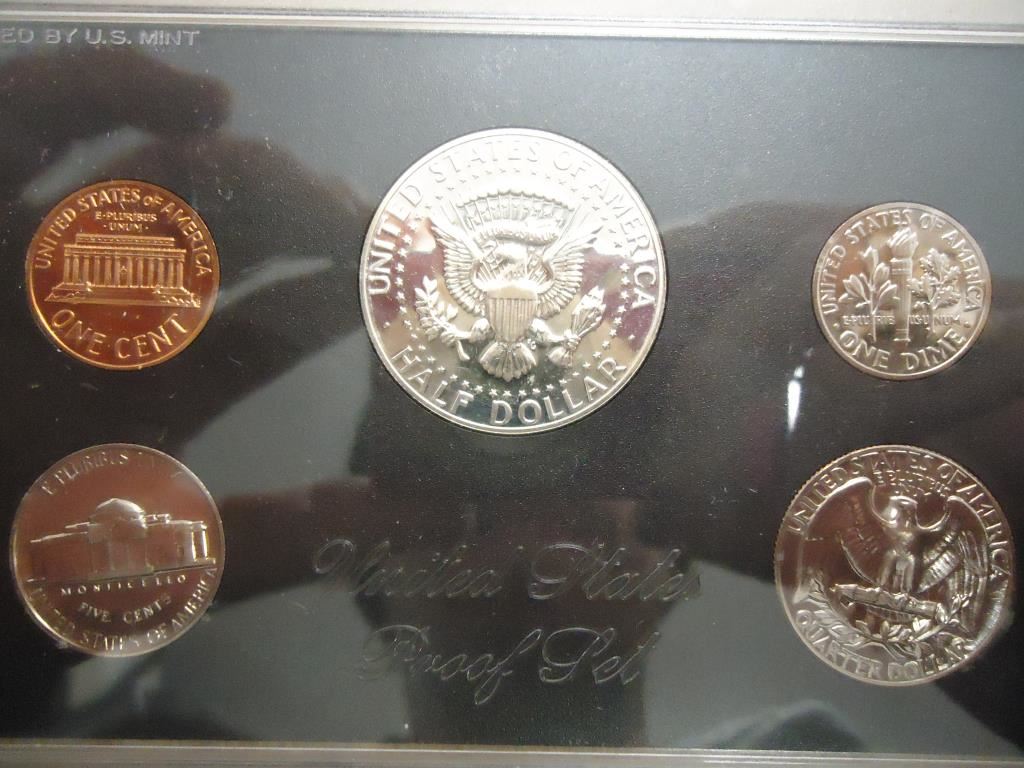 ED BY U.S. MINT
UNITED STATES OF AMERICA
E·PLURIBUS
·UNUM·
ONE CENT
UNITED STATES OF AMERICA
HALF DOLLAR
UNITED STATES OF AMERICA
E·PLURIBUS·UNUM·
ONE DIME
E PLURIBUS
MONTICELLO
FIVE CENTS
UNITED STATES OF AMERICA
UNITED STATES OF AMERICA
QUARTER DOLLAR
United States
Proof Set